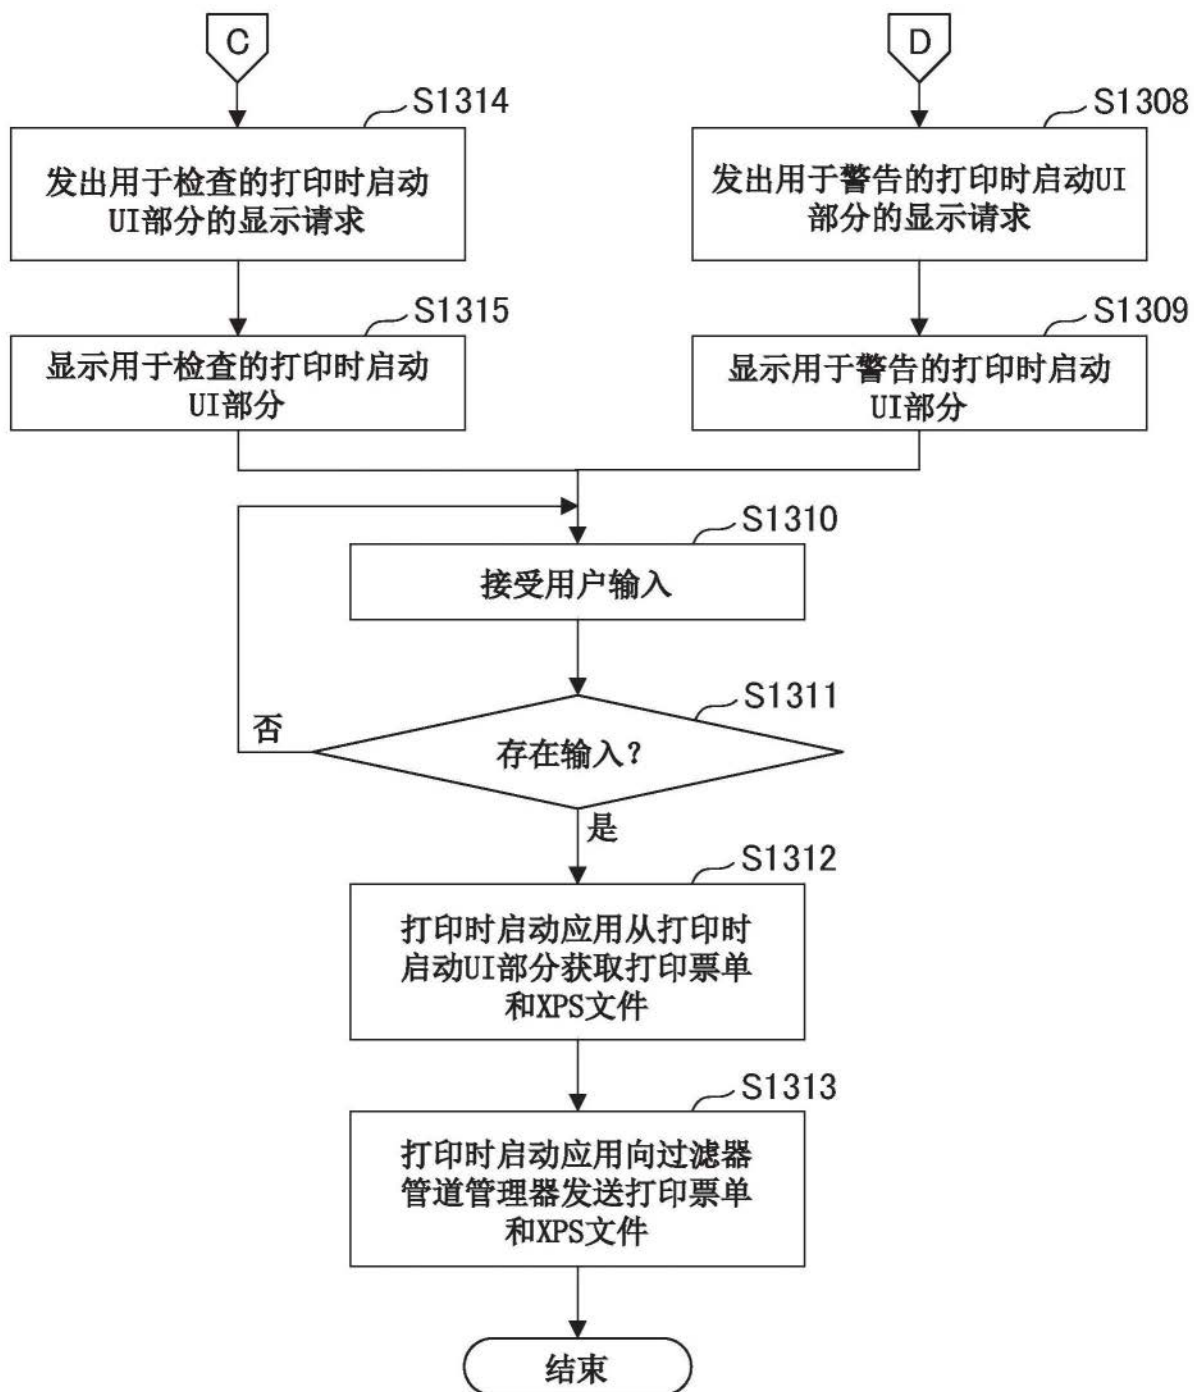 C
D
S1314
S1308
发出用于检查的打印时启动
UI部分的显示请求
发出用于警告的打印时启动UI
部分的显示请求
S1315
S1309
显示用于检查的打印时启动
UI部分
显示用于警告的打印时启动
UI部分
S1310
接受用户输入
S1311
否
存在输入?
是
S1312
打印时启动应用从打印时
启动UI部分获取打印票单
和XPS文件
S1313
打印时启动应用向过滤器
管道管理器发送打印票单
和XPS文件
结束